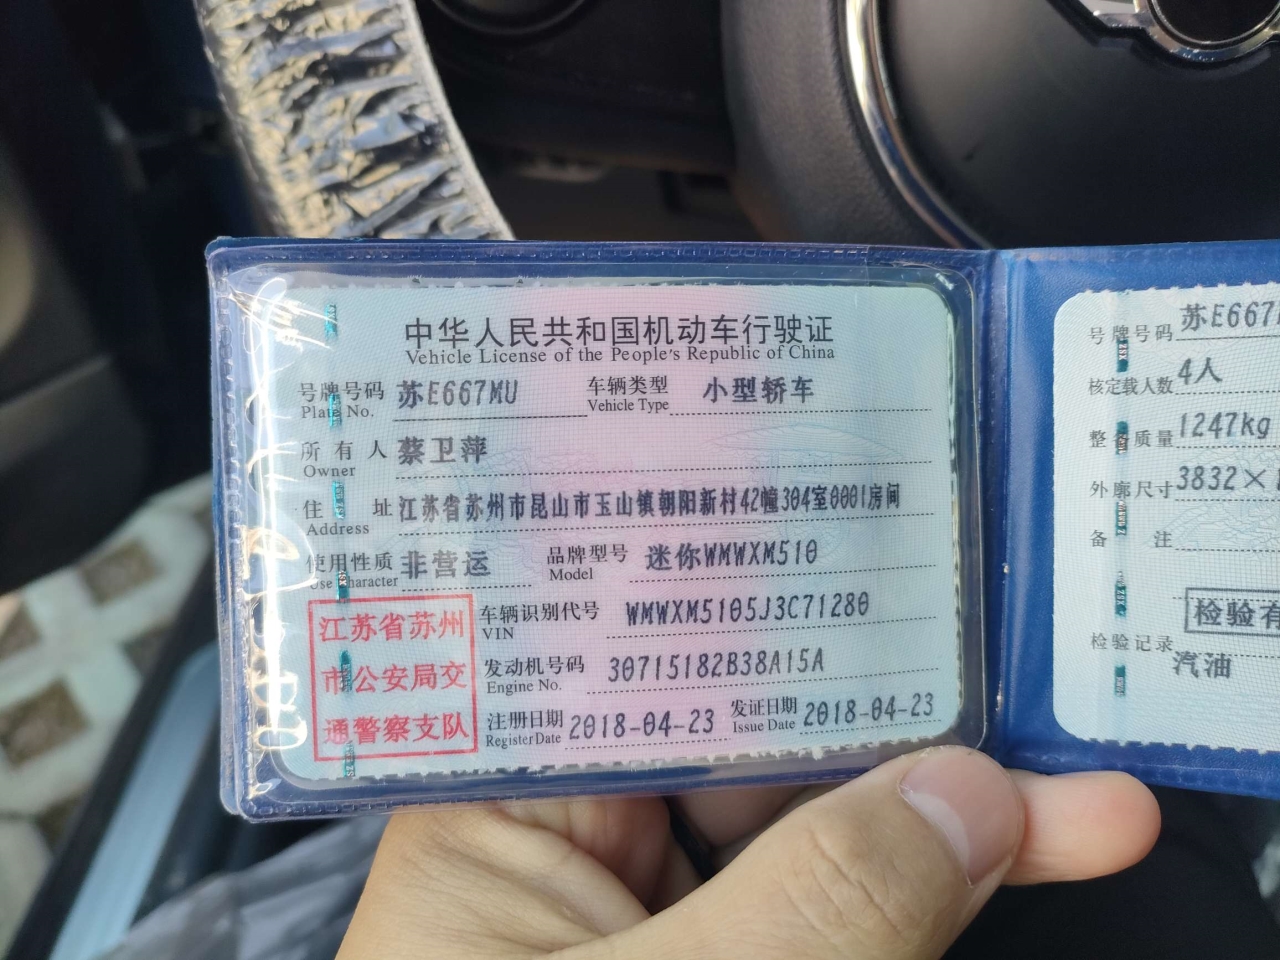 中华人民共和国机动车行驶证
Vehicle License of the People's Republic of China
号牌号码 苏E667MU 车辆类型 小型轿车
Plate No. Vehicle Type
所有人 蔡卫萍
Owner
住址 江苏省苏州市昆山市玉山镇朝阳新村42幢304室0001房间
Address
使用性质 非营运 品牌型号 迷你WMWXM510
Use Character Model
江苏省苏州
市公安局交
通警察支队
车辆识别代号 WMWXM5105J3C71280
VIN
发动机号码 30715182B38A15A
Engine No.
注册日期 2018-04-23 发证日期 2018-04-23
Register Date Issue Date
号牌号码 苏E667
核定载人数 4人
整备质量 1247kg
外廓尺寸 3832×
备注
检验有
检验记录
汽油